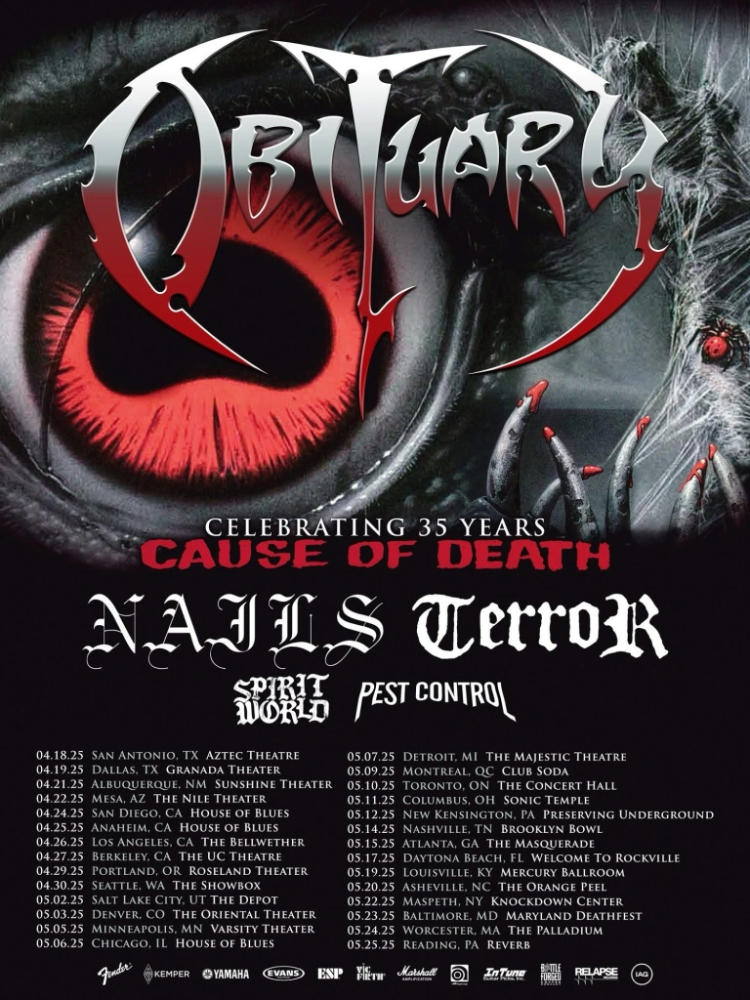 OBITUARY
CELEBRATING 35 YEARS
CAUSE OF DEATH
NAILS TerroR
SPIRIT WORLD PEST CONTROL
04.18.25 SAN ANTONIO, TX AZTEC THEATRE
04.19.25 DALLAS, TX GRANADA THEATER
04.21.25 ALBUQUERQUE, NM SUNSHINE THEATER
04.22.25 MESA, AZ THE NILE THEATER
04.24.25 SAN DIEGO, CA HOUSE OF BLUES
04.25.25 ANAHEIM, CA HOUSE OF BLUES
04.26.25 LOS ANGELES, CA THE BELLWETHER
04.27.25 BERKELEY, CA THE UC THEATRE
04.29.25 PORTLAND, OR ROSELAND THEATER
04.30.25 SEATTLE, WA THE SHOWBOX
05.02.25 SALT LAKE CITY, UT THE DEPOT
05.03.25 DENVER, CO THE ORIENTAL THEATER
05.05.25 MINNEAPOLIS, MN VARSITY THEATER
05.06.25 CHICAGO, IL HOUSE OF BLUES
05.07.25 DETROIT, MI THE MAJESTIC THEATRE
05.09.25 MONTREAL, QC CLUB SODA
05.10.25 TORONTO, ON THE CONCERT HALL
05.11.25 COLUMBUS, OH SONIC TEMPLE
05.12.25 NEW KENSINGTON, PA PRESERVING UNDERGROUND
05.14.25 NASHVILLE, TN BROOKLYN BOWL
05.15.25 ATLANTA, GA THE MASQUERADE
05.17.25 DAYTONA BEACH, FL WELCOME TO ROCKVILLE
05.19.25 LOUISVILLE, KY MERCURY BALLROOM
05.20.25 ASHEVILLE, NC THE ORANGE PEEL
05.22.25 MASPETH, NY KNOCKDOWN CENTER
05.23.25 BALTIMORE, MD MARYLAND DEATHFEST
05.24.25 WORCESTER, MA THE PALLADIUM
05.25.25 READING, PA REVERB
Fender KEMPER YAMAHA EVANS ESP VIC FIRTH Marshall AMPLIFICATION INTUNE Guitar Picks, Inc. BOTTLE FORGED RELAPSE IAG